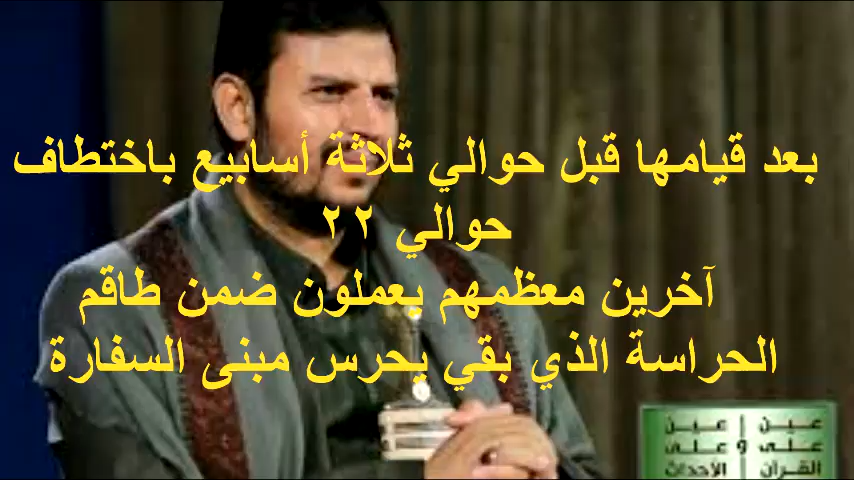 بعد قيامها قبل حوالي ثلاثة أسابيع باختطاف
حوالي ٢٢
آخرين معظمهم يعملون ضمن طاقم
الحراسة الذي بقي يحرس مبنى السفارة
عين عين
على و على
القرآن الأحداث